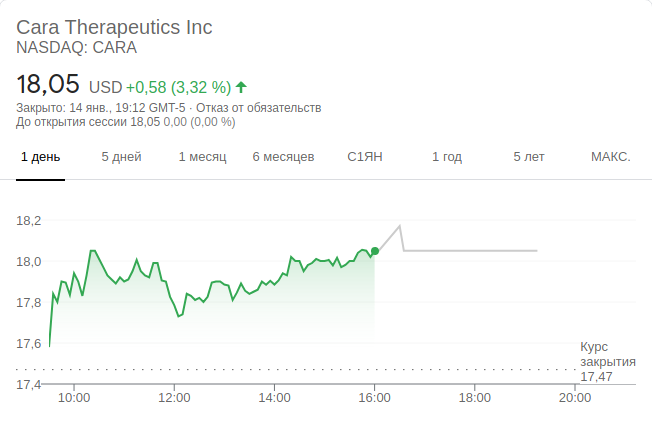 Cara Therapeutics Inc
NASDAQ: CARA
18,05 USD +0,58 (3,32 %)
Закрыто: 14 янв., 19:12 GMT-5 · Отказ от обязательств
До открытия сессии 18,05 0,00 (0,00 %)
1 день 5 дней 1 месяц 6 месяцев С1ЯН 1 год 5 лет МАКС.
18,2
18,0
17,8
17,6
Курс
закрытия
17,47
17,4
10:00 12:00 14:00 16:00 18:00 20:00